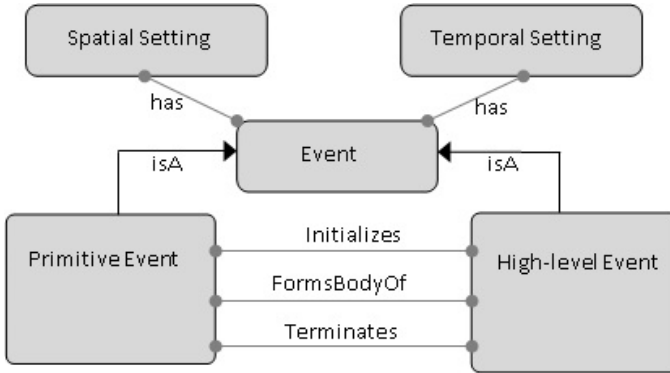 Spatial Setting
Temporal Setting
has
has
Event
isA
isA
Primitive Event
Initializes
High-level Event
FormsBodyOf
Terminates